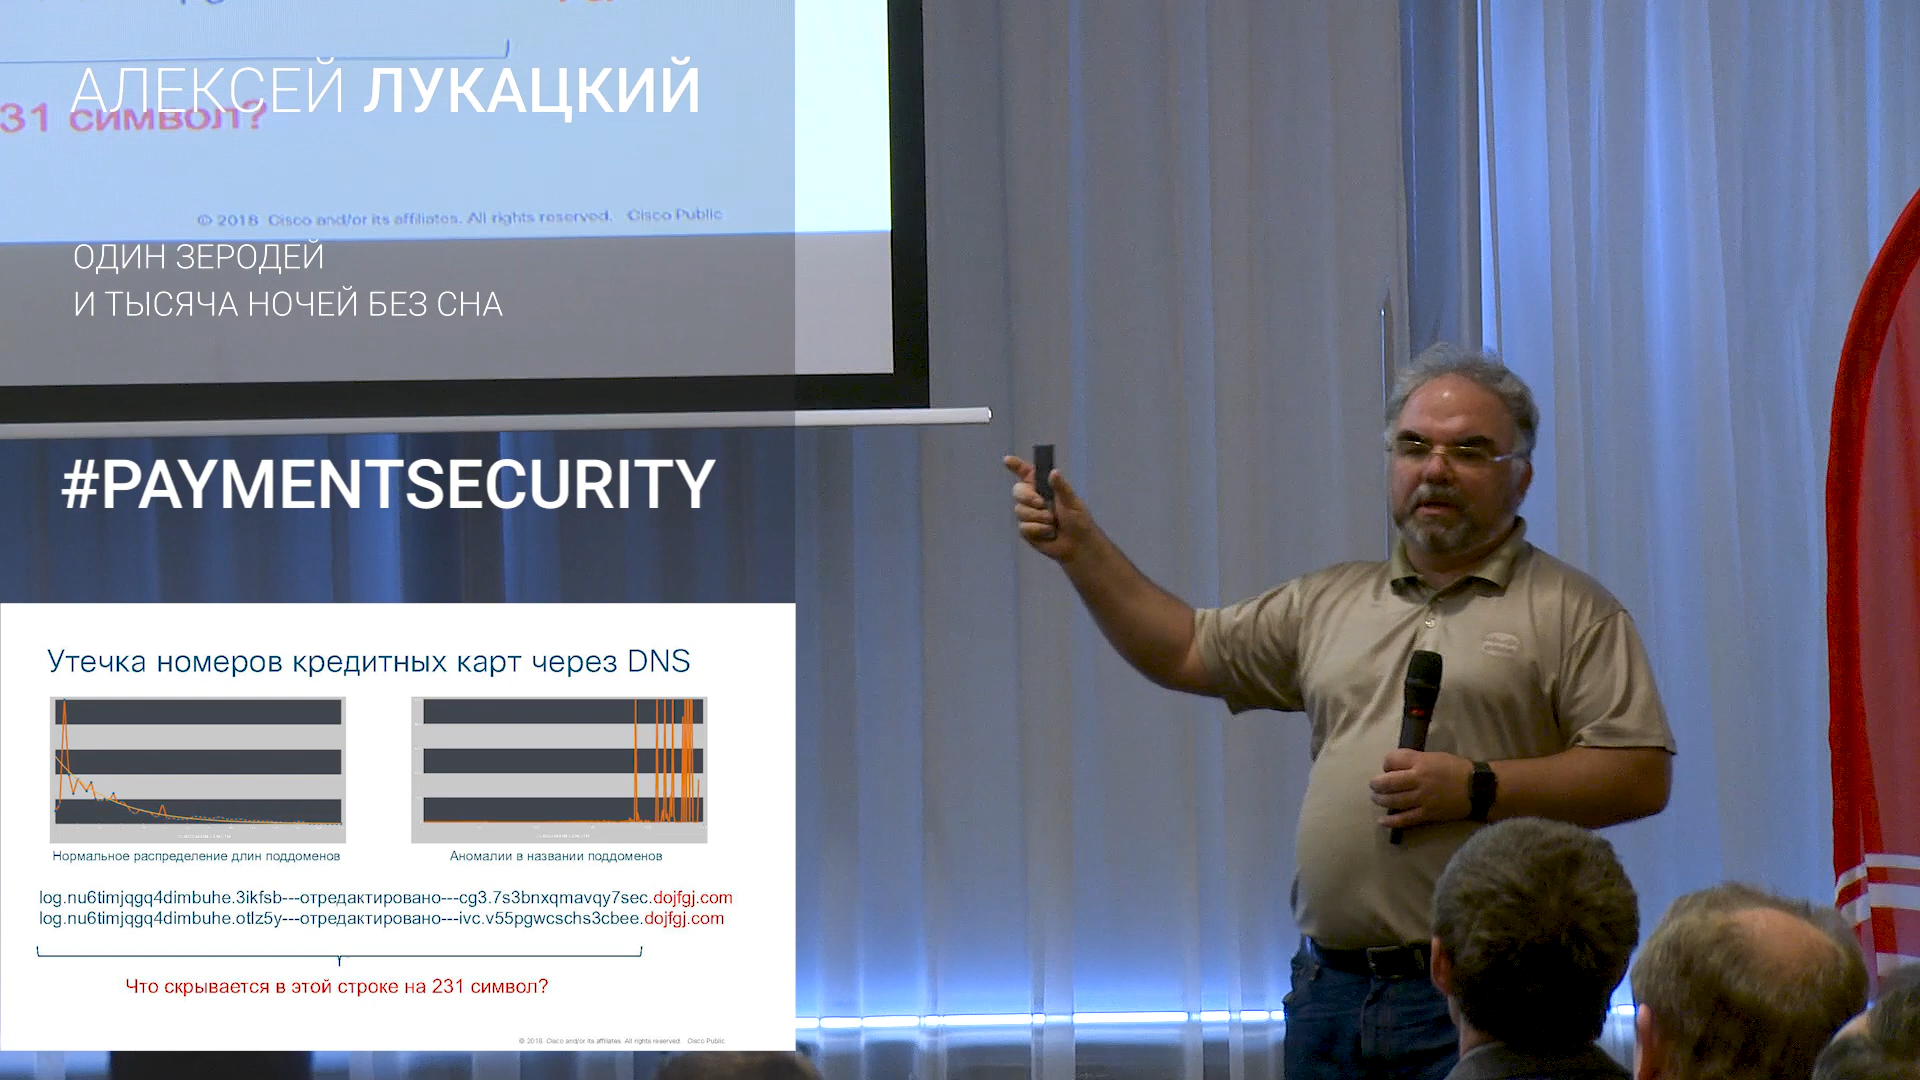 АЛЕКСЕЙ ЛУКАЦКИЙ
31 символ?
© 2018 Cisco and/or its affiliates. All rights reserved. Cisco Public
ОДИН ЗЕРОДЕЙ
И ТЫСЯЧА НОЧЕЙ БЕЗ СНА
#PAYMENTSECURITY
Утечка номеров кредитных карт через DNS
Нормальное распределение длин поддоменов
Аномалии в названии поддоменов
log.nu6timjqgq4dimbuhe.3ikfsb---отредактировано---cg3.7s3bnxqmavqy7sec.dojfgj.com
log.nu6timjqgq4dimbuhe.otlz5y---отредактировано---ivc.v55pgwcschs3cbee.dojfgj.com
Что скрывается в этой строке на 231 символ?
© 2018 Cisco and/or its affiliates. All rights reserved. Cisco Public